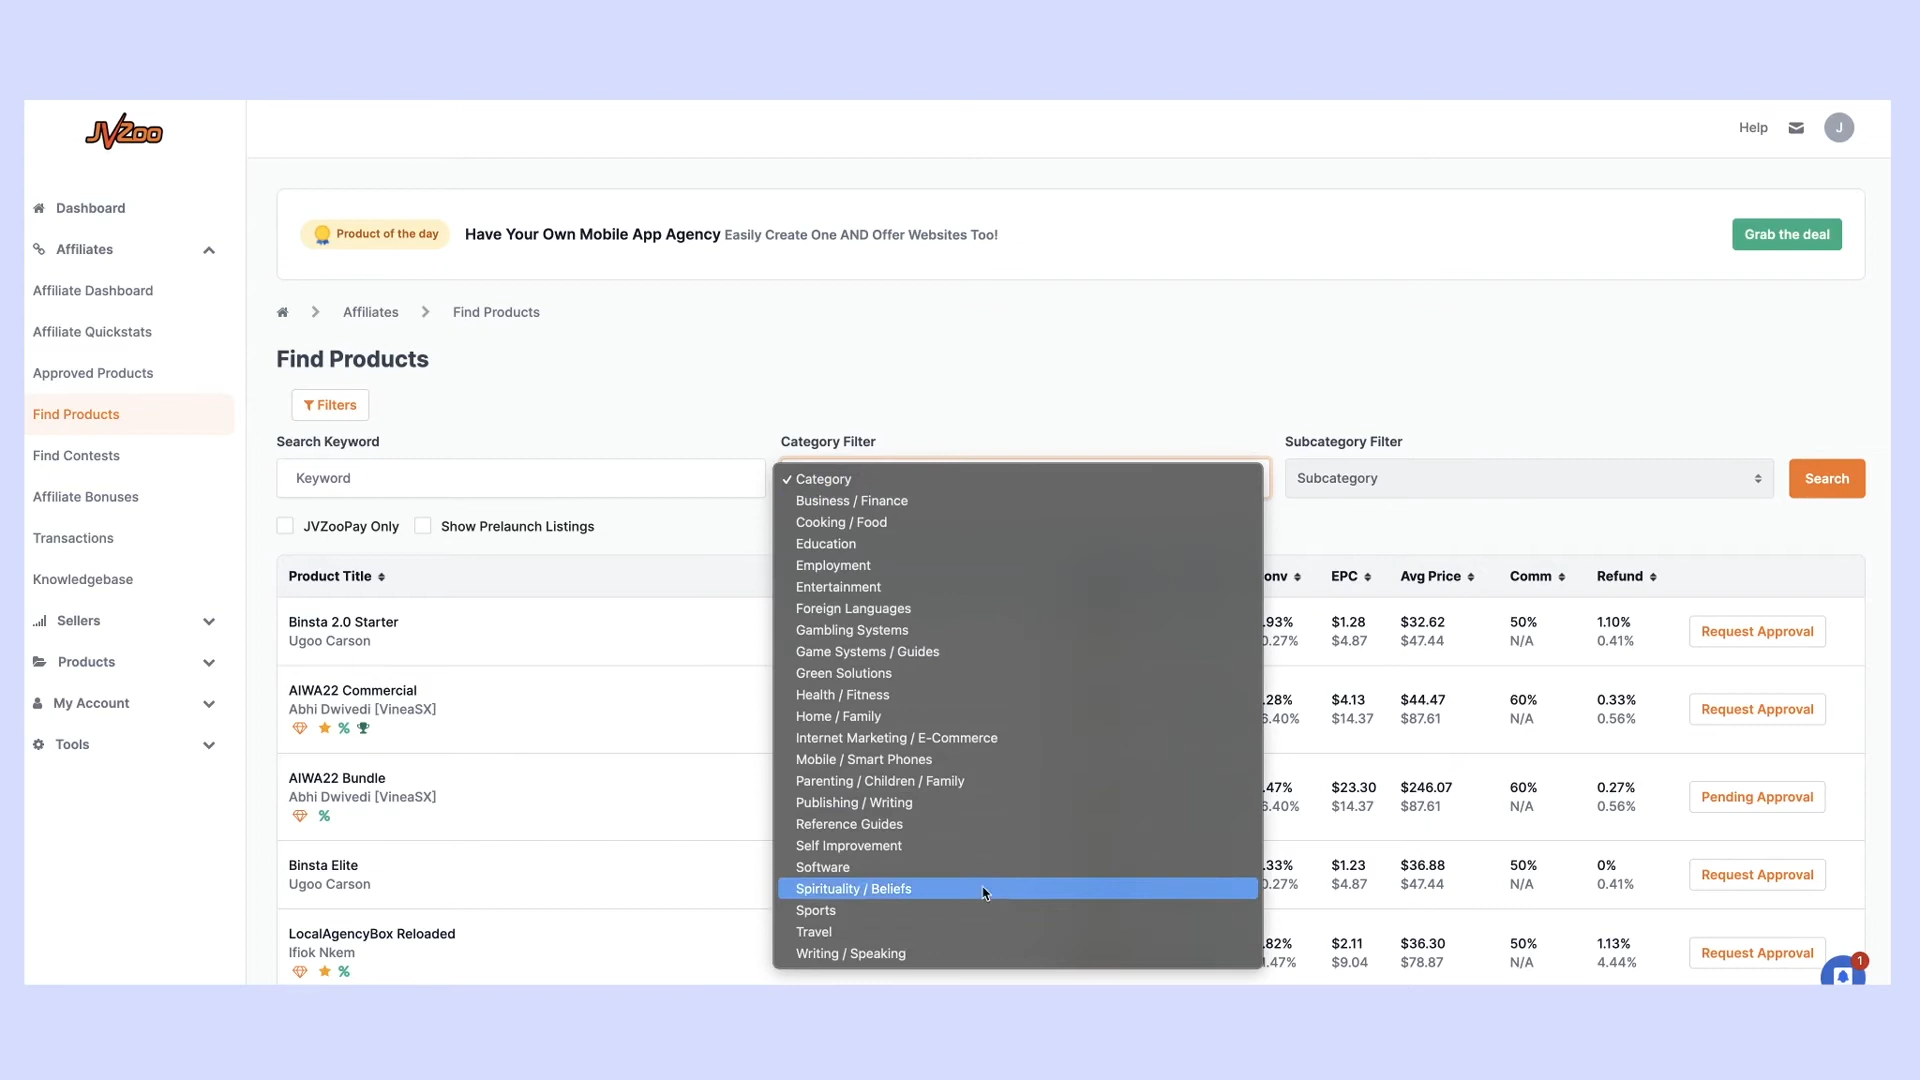 JVZoo
Help
J
Dashboard
Affiliates
Affiliate Dashboard
Affiliate Quickstats
Approved Products
Find Products
Find Contests
Affiliate Bonuses
Transactions
Knowledgebase
Sellers
Products
My Account
Tools
Product of the day
Have Your Own Mobile App Agency Easily Create One AND Offer Websites Too!
Grab the deal
Affiliates
Find Products
Find Products
Filters
Search Keyword
Category Filter
Subcategory Filter
Keyword
Subcategory
Search
JVZooPay Only
Show Prelaunch Listings
Category
Business / Finance
Cooking / Food
Education
Employment
Entertainment
Foreign Languages
Gambling Systems
Game Systems / Guides
Green Solutions
Health / Fitness
Home / Family
Internet Marketing / E-Commerce
Mobile / Smart Phones
Parenting / Children / Family
Publishing / Writing
Reference Guides
Self Improvement
Software
Spirituality / Beliefs
Sports
Travel
Writing / Speaking
Product Title onv EPC Avg Price Comm Refund
Binsta 2.0 Starter .93% $1.28 $32.62 50% 1.10%
Ugoo Carson 0.27% $4.87 $47.44 N/A 0.41%
Request Approval
AIWA22 Commercial .28% $4.13 $44.47 60% 0.33%
Abhi Dwivedi [VineaSX] 6.40% $14.37 $87.61 N/A 0.56%
Request Approval
AIWA22 Bundle .47% $23.30 $246.07 60% 0.27%
Abhi Dwivedi [VineaSX] 6.40% $14.37 $87.61 N/A 0.56%
Pending Approval
Binsta Elite .33% $1.23 $36.88 50% 0%
Ugoo Carson 0.27% $4.87 $47.44 N/A 0.41%
Request Approval
LocalAgencyBox Reloaded .82% $2.11 $36.30 50% 1.13%
Ifiok Nkem .47% $9.04 $78.87 N/A 4.44%
Request Approval
1